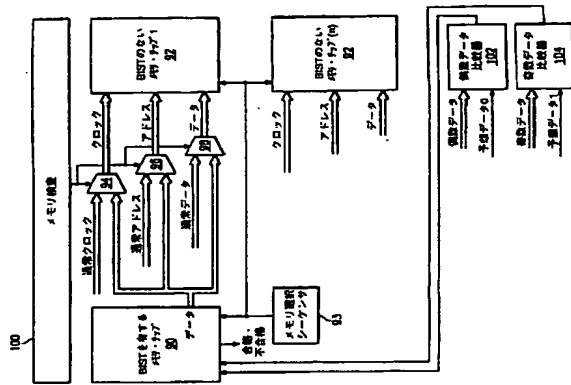 100
メモリ検査
BISTを有する
メモリ・チップ
90
データ
合格・
不合格
メモリ選択
シーケンサ
93
通常クロック
通常アドレス
通常データ
94
クロック
アドレス
データ
BISTのない
メモリ・チップ1
92
BISTのない
メモリ・チップ(n)
92
クロック
アドレス
データ
偶数データ
予想データ0
偶数データ
比較器
102
奇数データ
予想データ1
奇数データ
比較器
104